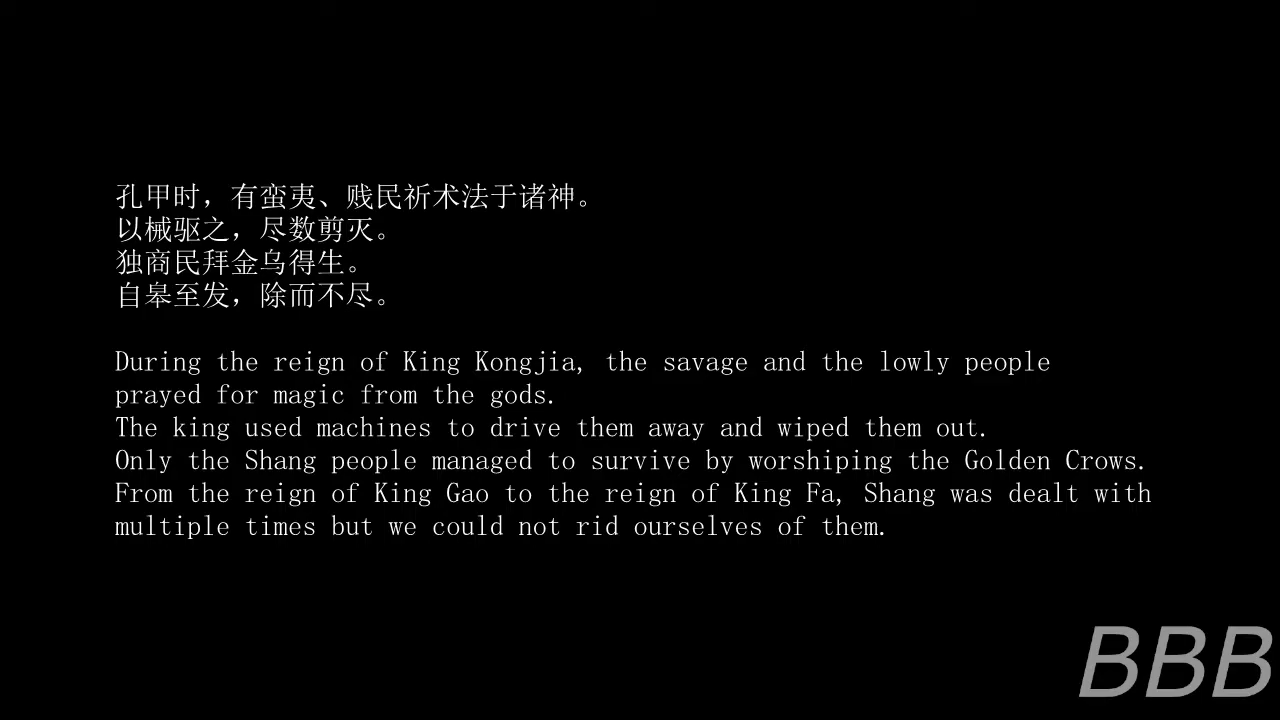 孔甲时，有蛮夷、贱民祈术法于诸神。
以械驱之，尽数剪灭。
独商民拜金乌得生。
自皋至发，除而不尽。
During the reign of King Kongjia, the savage and the lowly people
prayed for magic from the gods.
The king used machines to drive them away and wiped them out.
Only the Shang people managed to survive by worshiping the Golden Crows.
From the reign of King Gao to the reign of King Fa, Shang was dealt with
multiple times but we could not rid ourselves of them.
BBB